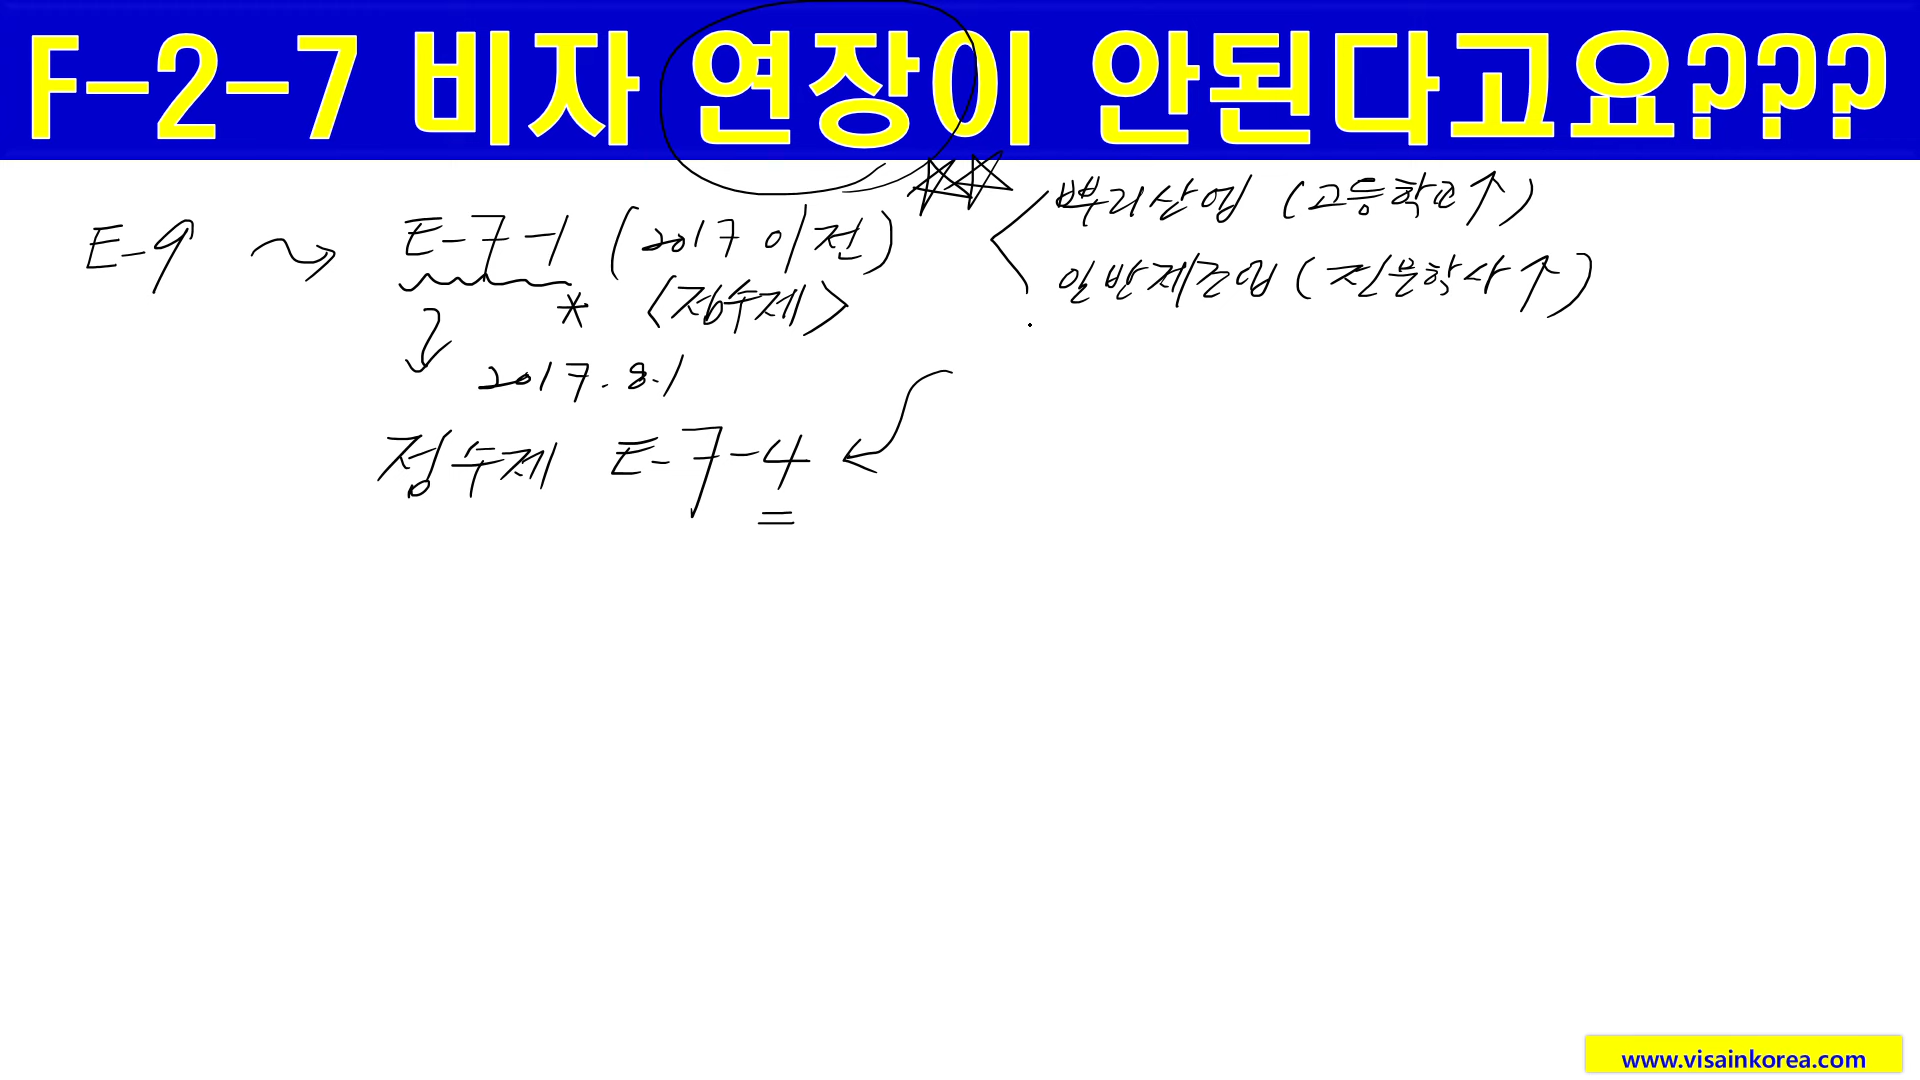 F-2-7 비자 연장이 안된다고요???
E-9 E-7-1 (2017 이전)
<점수제>
뿌리산업 (고등학교↑)
일반제조업 (전문학사↑)
2017.8.1
점수제 E-7-4
www.visainkorea.com